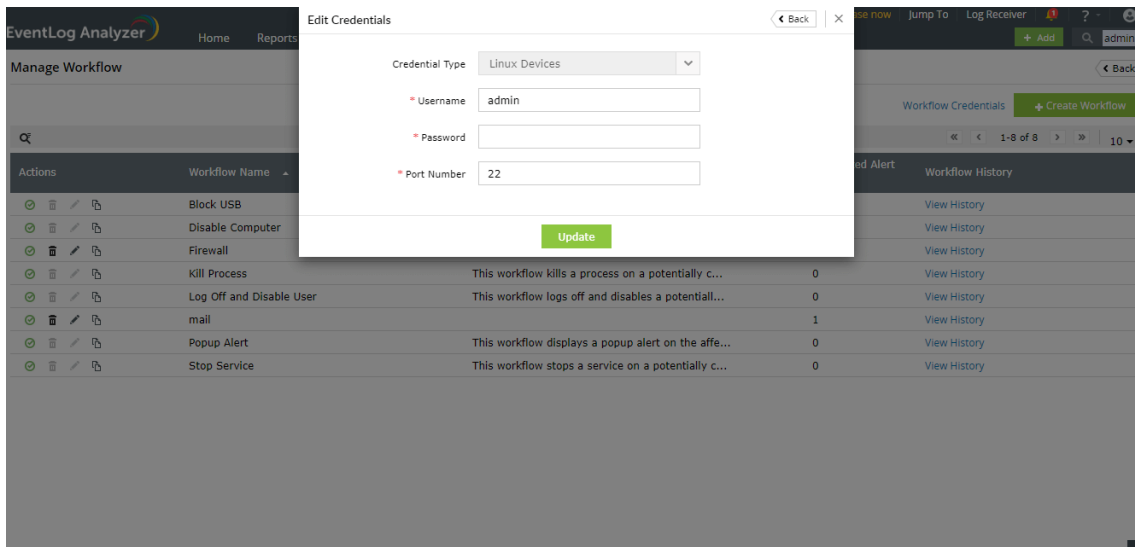 Edit Credentials
Back
se now Jump To Log Receiver 1 ?
EventLog Analyzer
Home Reports
+ Add admin
Manage Workflow
Back
Credential Type Linux Devices
* Username admin
Workflow Credentials + Create Workflow
* Password
1-8 of 8 10
* Port Number 22
Actions Workflow Name ed Alert Workflow History
Block USB View History
Disable Computer View History
Update
Firewall View History
Kill Process This workflow kills a process on a potentially c... 0 View History
Log Off and Disable User This workflow logs off and disables a potentiall... 0 View History
mail 1 View History
Popup Alert This workflow displays a popup alert on the affe... 0 View History
Stop Service This workflow stops a service on a potentially c... 0 View History